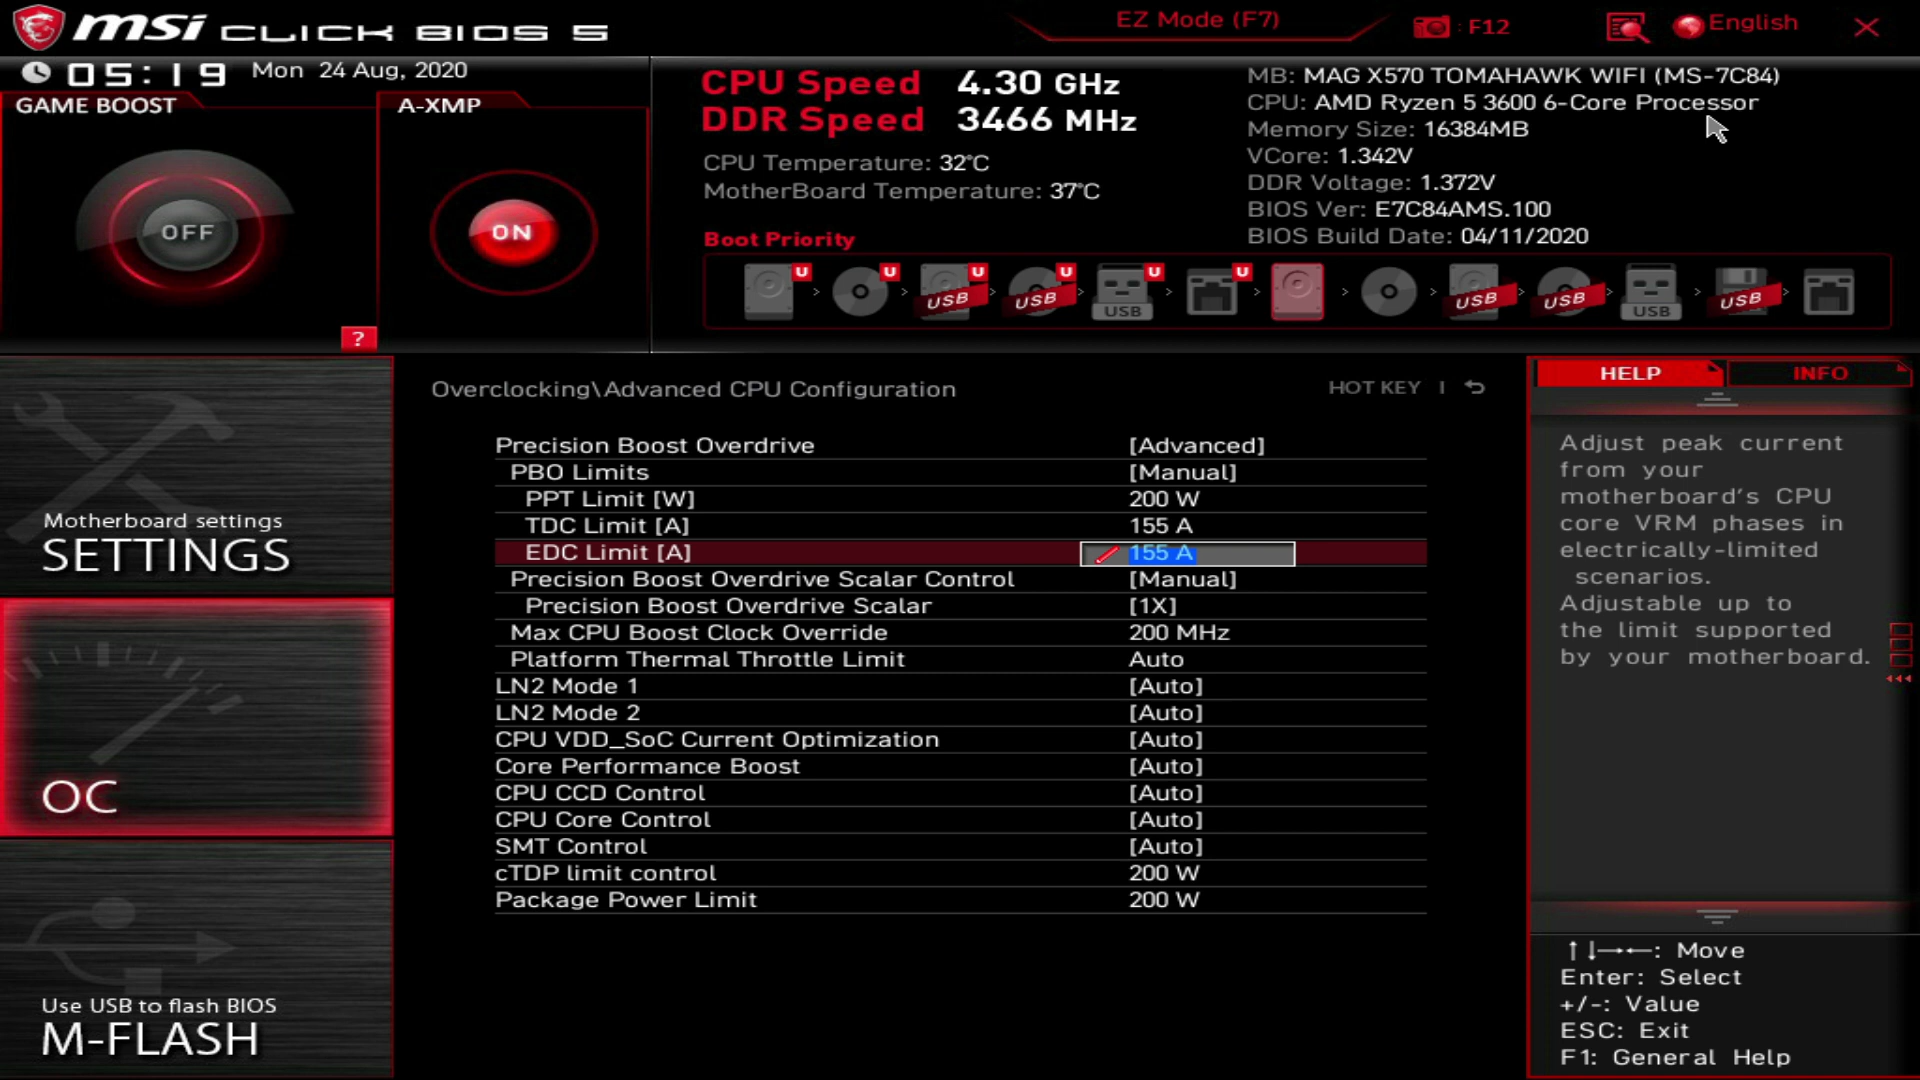 msi CLICK BIOS 5
EZ Mode (F7)
: F12
English
05:19 Mon 24 Aug, 2020
GAME BOOST
A-XMP
OFF
ON
?
CPU Speed 4.30 GHz
DDR Speed 3466 MHz
CPU Temperature: 32°C
MotherBoard Temperature: 37°C
MB: MAG X570 TOMAHAWK WIFI (MS-7C84)
CPU: AMD Ryzen 5 3600 6-Core Processor
Memory Size: 16384MB
VCore: 1.342V
DDR Voltage: 1.372V
BIOS Ver: E7C84AMS.100
BIOS Build Date: 04/11/2020
Boot Priority
U U U U U U
USB USB USB USB USB USB USB
Motherboard settings
SETTINGS
OC
Use USB to flash BIOS
M-FLASH
Overclocking\Advanced CPU Configuration
HOT KEY |
Precision Boost Overdrive [Advanced]
PBO Limits [Manual]
PPT Limit [W] 200 W
TDC Limit [A] 155 A
EDC Limit [A] 155 A
Precision Boost Overdrive Scalar Control [Manual]
Precision Boost Overdrive Scalar [1X]
Max CPU Boost Clock Override 200 MHz
Platform Thermal Throttle Limit Auto
LN2 Mode 1 [Auto]
LN2 Mode 2 [Auto]
CPU VDD_SoC Current Optimization [Auto]
Core Performance Boost [Auto]
CPU CCD Control [Auto]
CPU Core Control [Auto]
SMT Control [Auto]
cTDP limit control 200 W
Package Power Limit 200 W
HELP
INFO
Adjust peak current
from your
motherboard's CPU
core VRM phases in
electrically-limited
scenarios.
Adjustable up to
the limit supported
by your motherboard.
↑↓→←: Move
Enter: Select
+/-: Value
ESC: Exit
F1: General Help